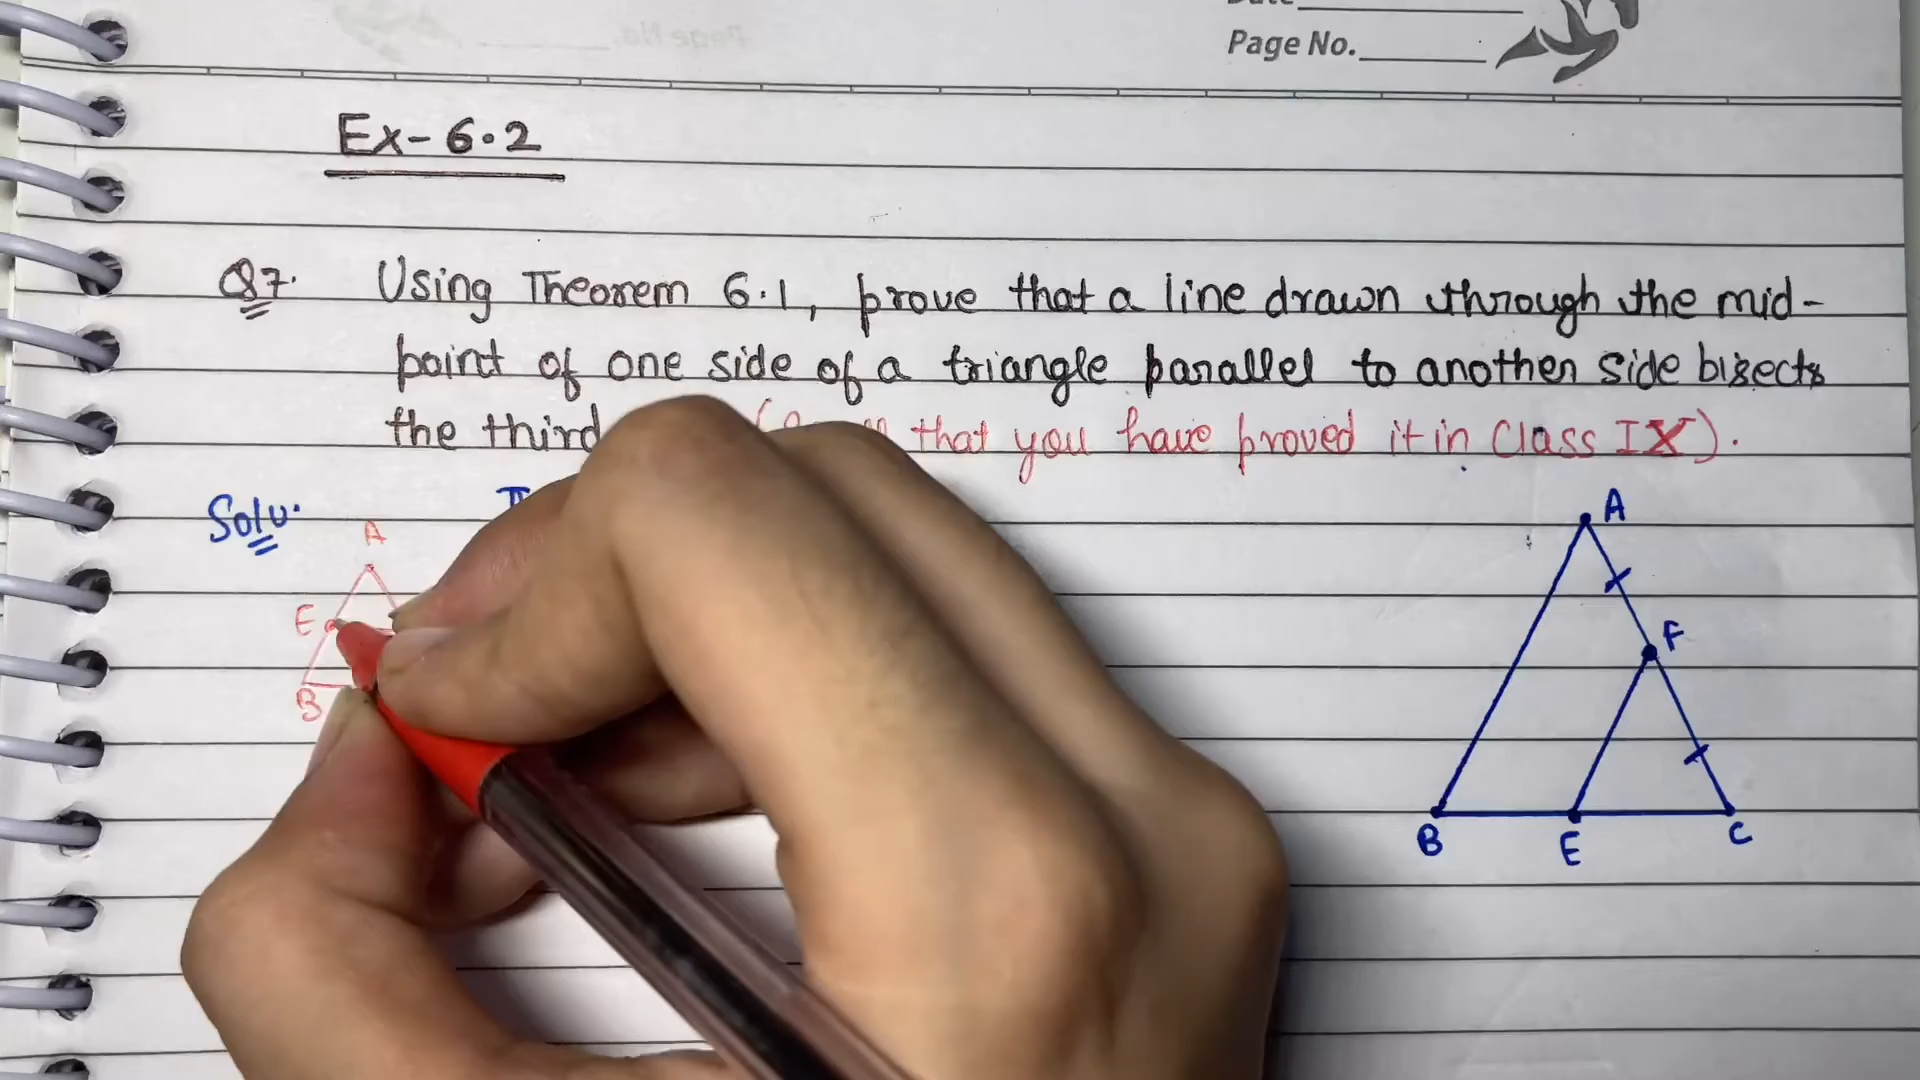 Page No.
Ex-6.2
Q7. Using Theorem 6.1, prove that a line drawn through the mid-
point of one side of a triangle parallel to another side bisects
the third that you have proved it in Class IX).
Solu.
A
E
B
A
F
B E C